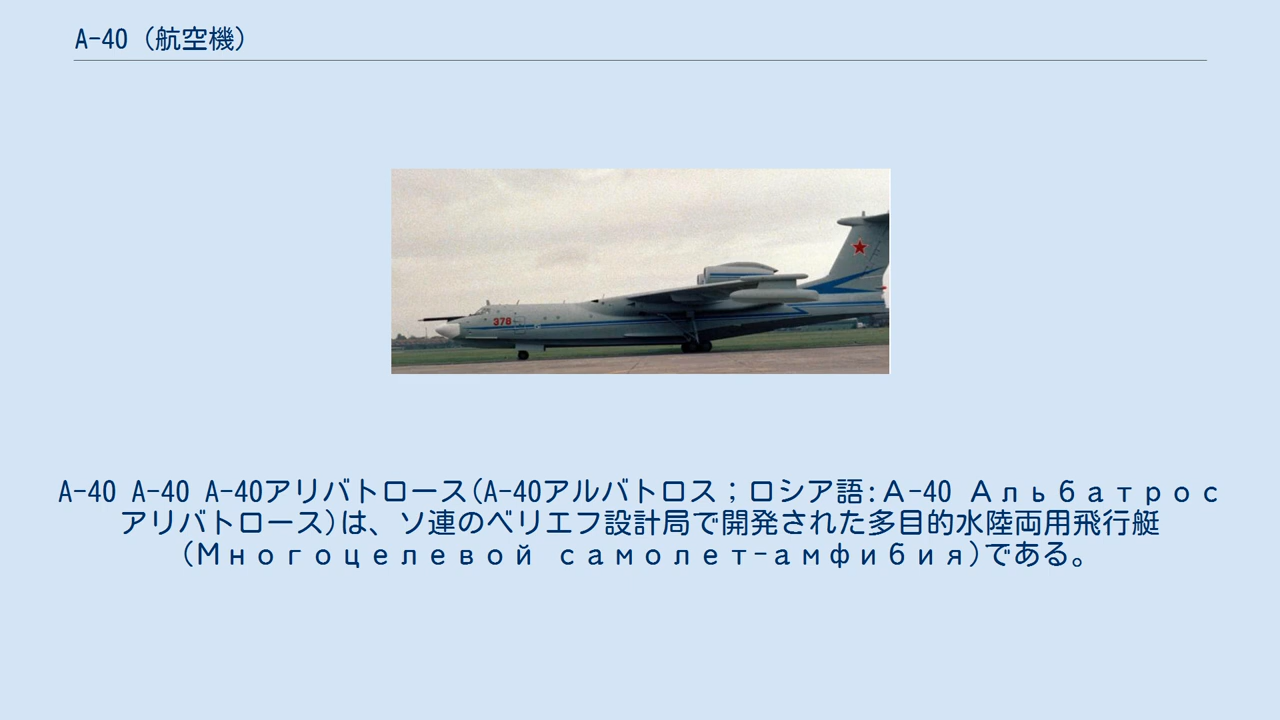 A-40（航空機）
378
A-40 A-40 A-40アリバトロース(A-40アルバトロス；ロシア語:А-40 Альбатрос
アリバトロース)は、ソ連のベリエフ設計局で開発された多目的水陸両用飛行艇
(Многоцелевой самолет-амфибия)である。